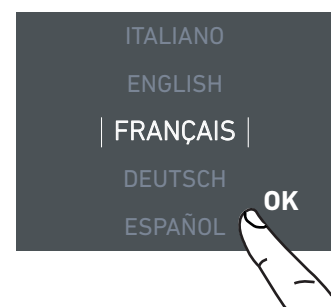 ITALIANO
ENGLISH
| FRANÇAIS |
DEUTSCH
OK
ESPAÑOL